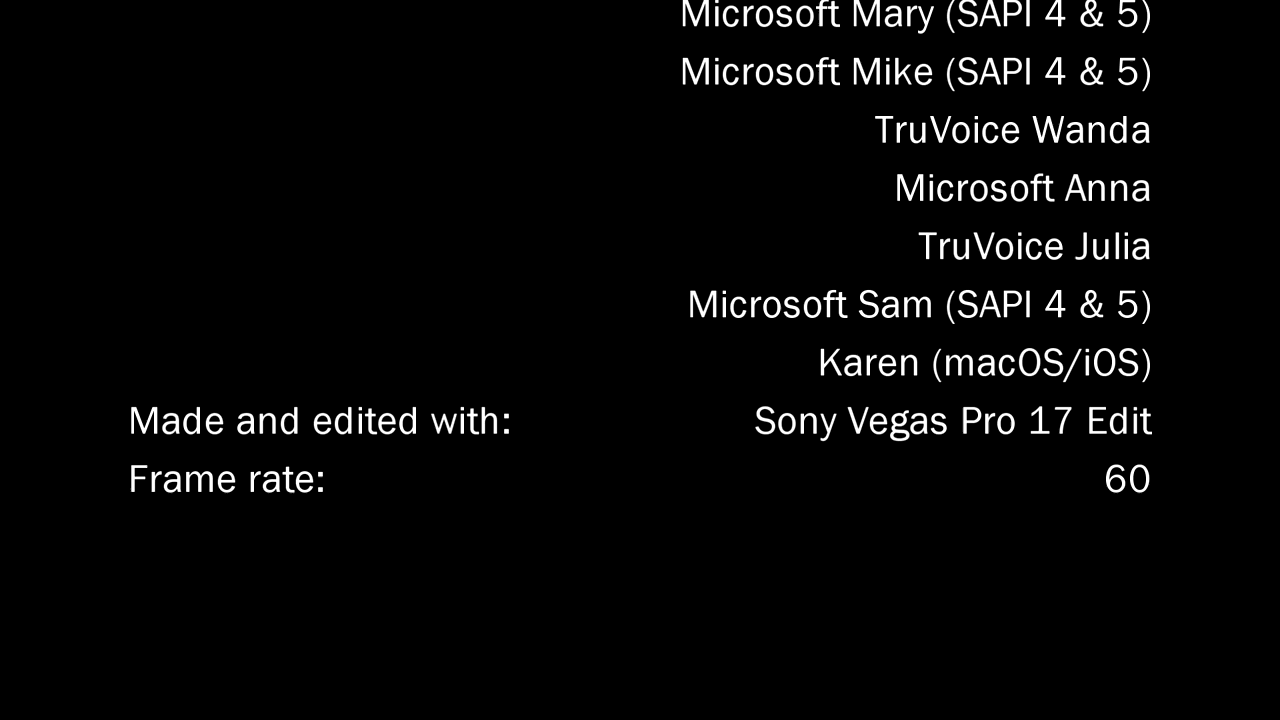 Microsoft Mary (SAPI 4 & 5)
Microsoft Mike (SAPI 4 & 5)
TruVoice Wanda
Microsoft Anna
TruVoice Julia
Microsoft Sam (SAPI 4 & 5)
Karen (macOS/iOS)
Made and edited with: Sony Vegas Pro 17 Edit
Frame rate: 60